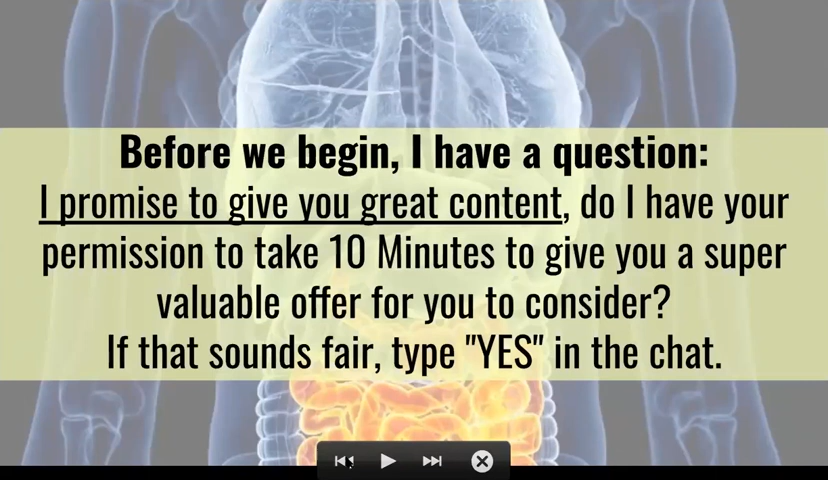 Before we begin, I have a question:
I promise to give you great content, do I have your
permission to take 10 Minutes to give you a super
valuable offer for you to consider?
If that sounds fair, type "YES" in the chat.